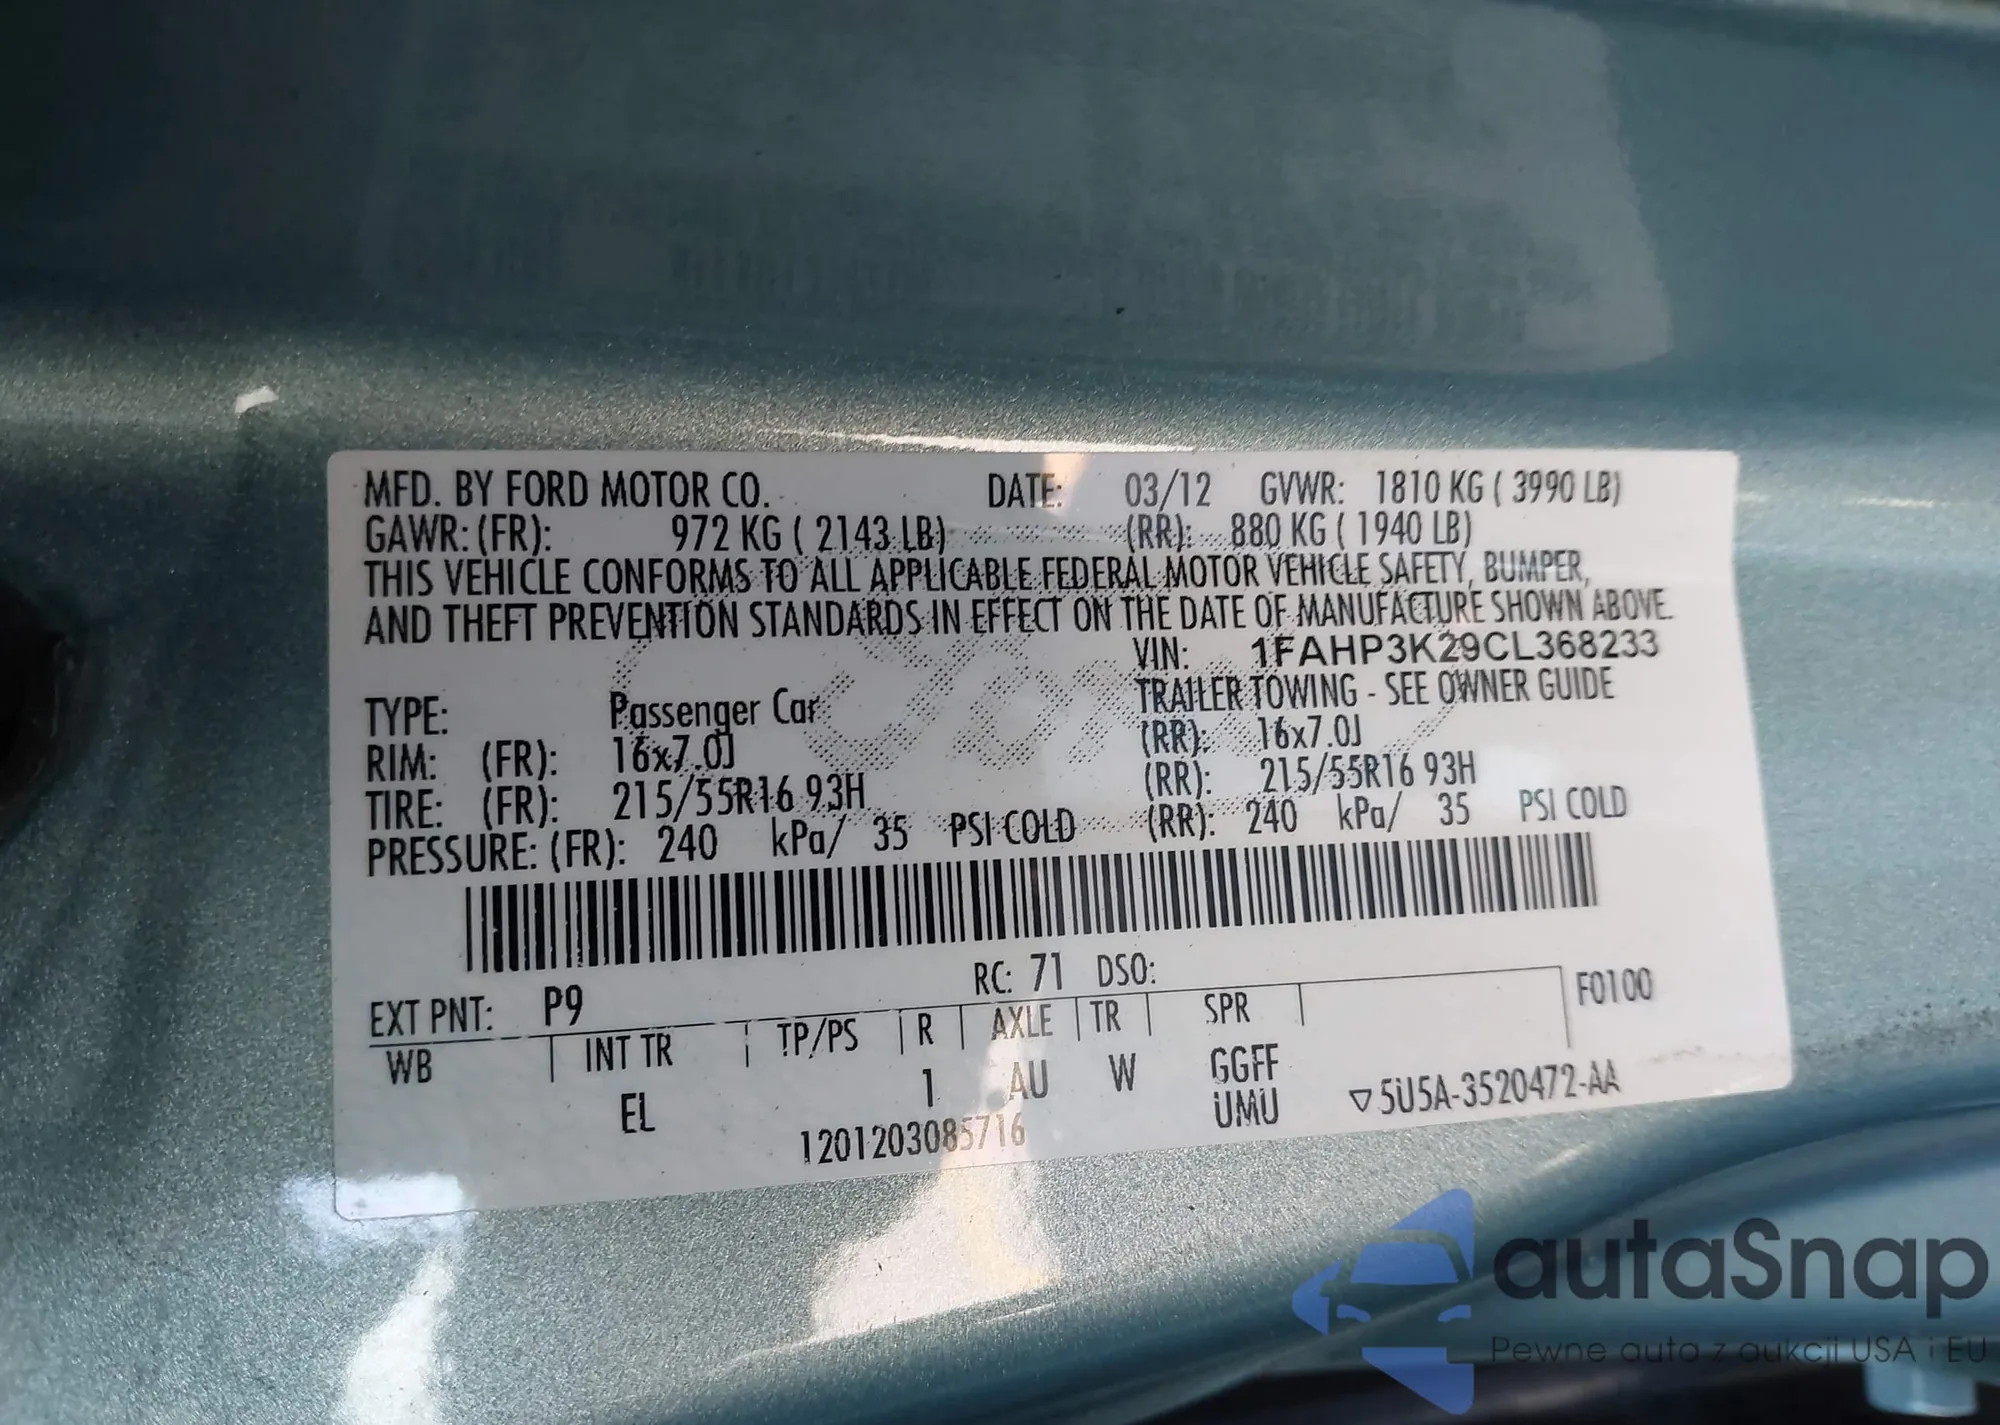 MFD. BY FORD MOTOR CO. DATE: 03/12 GVWR: 1810 KG ( 3990 LB)
GAWR: (FR): 972 KG ( 2143 LB) (RR): 880 KG ( 1940 LB)
THIS VEHICLE CONFORMS TO ALL APPLICABLE FEDERAL MOTOR VEHICLE SAFETY, BUMPER,
AND THEFT PREVENTION STANDARDS IN EFFECT ON THE DATE OF MANUFACTURE SHOWN ABOVE.
VIN: 1FAHP3K29CL368233
TYPE: Passenger Car TRAILER TOWING - SEE OWNER GUIDE
RIM: (FR): 16x7.0J (RR): 16x7.0J
TIRE: (FR): 215/55R16 93H (RR): 215/55R16 93H
PRESSURE: (FR): 240 kPa/ 35 PSI COLD (RR): 240 kPa/ 35 PSI COLD
EXT PNT: P9 RC: 71 DSO: F0100
WB INT TR TP/PS R AXLE TR SPR
EL 1 AU W GGFF
UMU
1201203085716 ▽5U5A-3520472-AA
autaSnap
Pewne auto z aukcji USA i EU